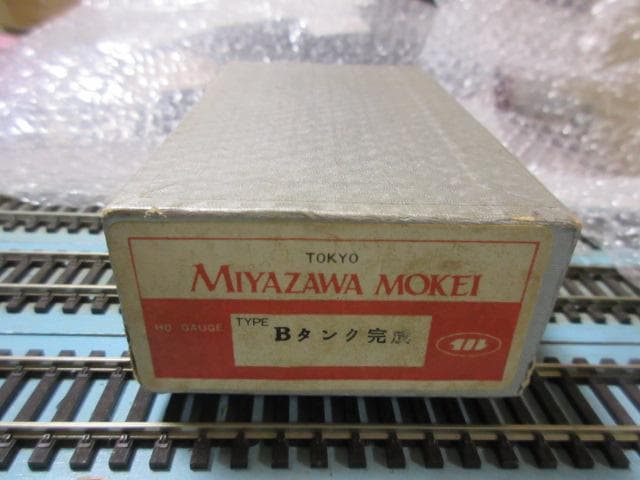 TOKYO
MIYAZAWA MOKEI
HO GAUGE
TYPE
Bタンク完成